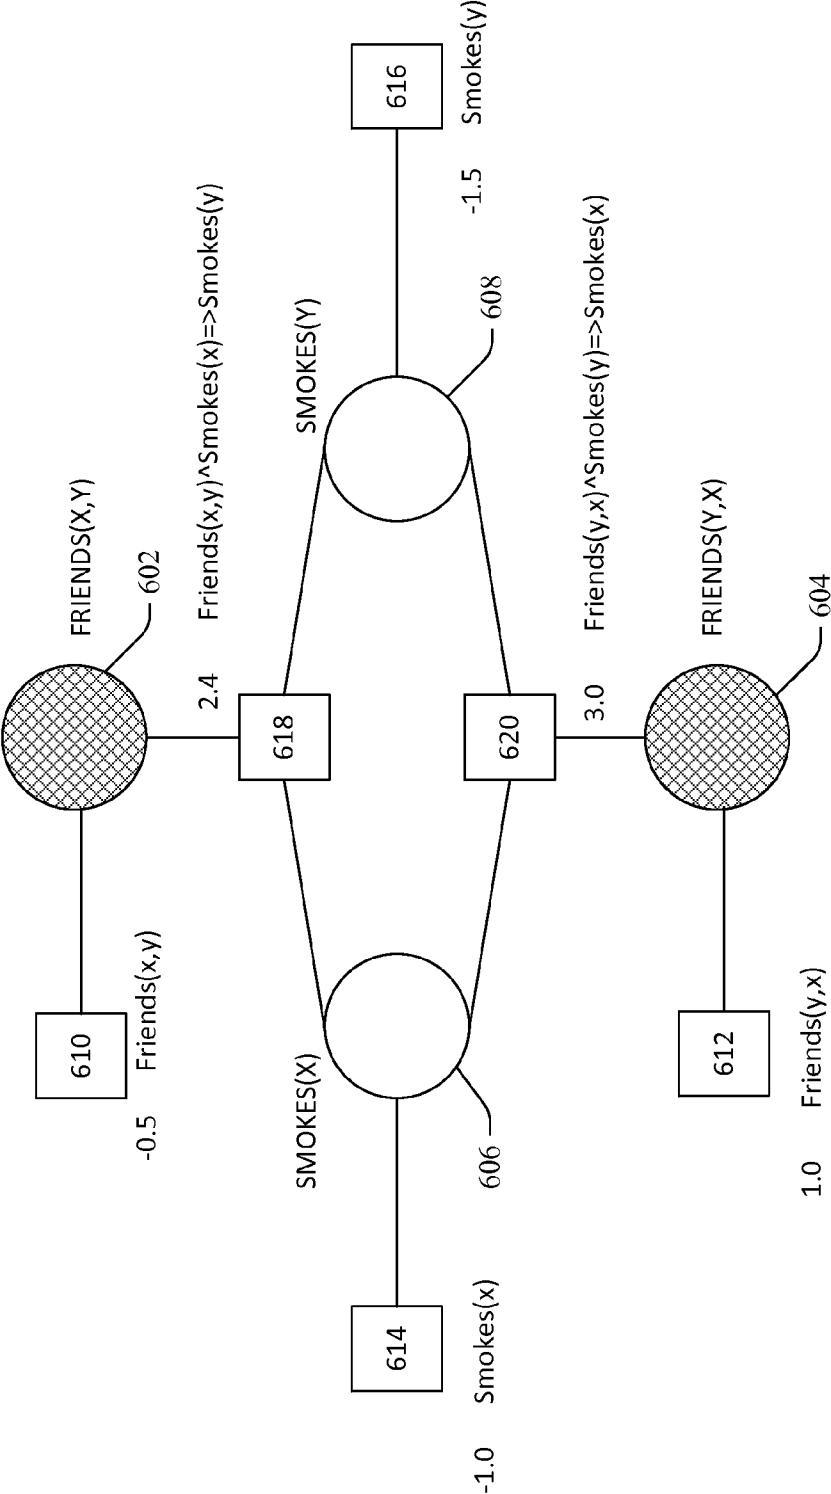 616
Smokes(y)
-1.5
608
SMOKES(Y)
Friends(x,y)^Smokes(x)=>Smokes(y)
2.4
FRIENDS(X,Y)
602
618
620
Friends(y,x)^Smokes(y)=>Smokes(x)
3.0
FRIENDS(Y,X)
604
610
Friends(x,y)
-0.5
SMOKES(X)
606
612
Friends(y,x)
1.0
614
Smokes(x)
-1.0